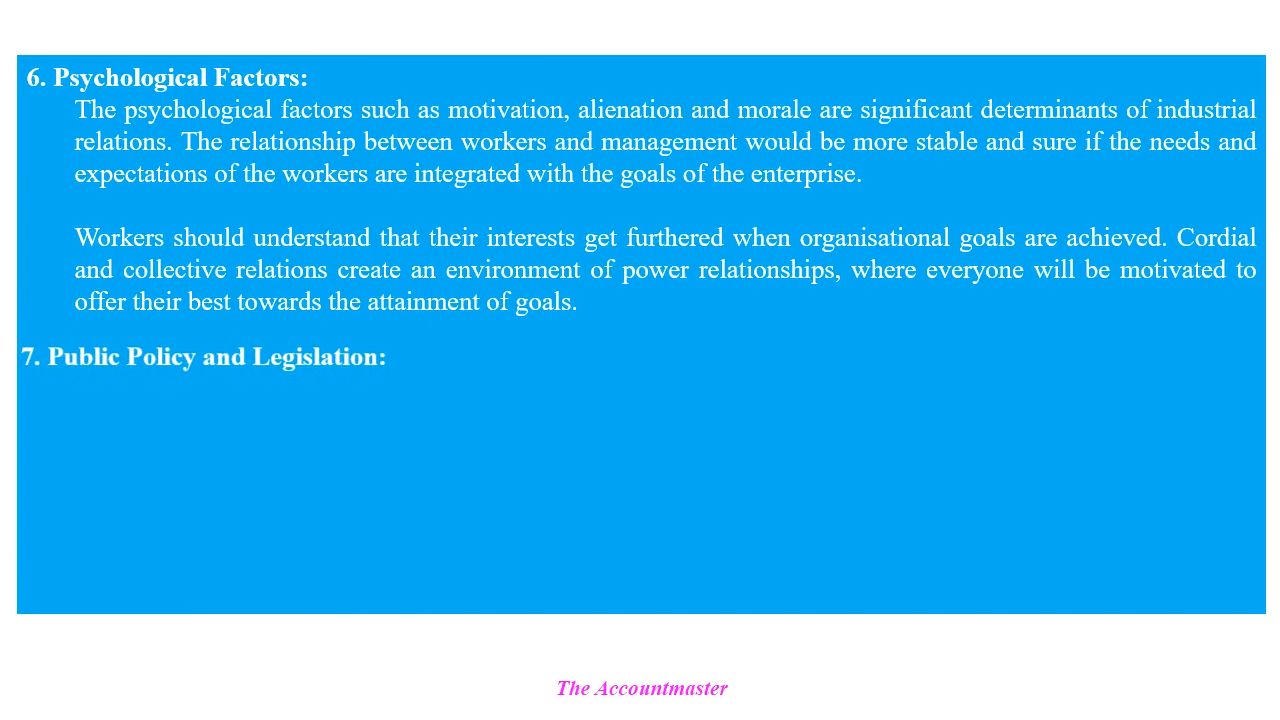 6. Psychological Factors:
The psychological factors such as motivation, alienation and morale are significant determinants of industrial
relations. The relationship between workers and management would be more stable and sure if the needs and
expectations of the workers are integrated with the goals of the enterprise.
Workers should understand that their interests get furthered when organisational goals are achieved. Cordial
and collective relations create an environment of power relationships, where everyone will be motivated to
offer their best towards the attainment of goals.
7. Public Policy and Legislation:
The Accountmaster